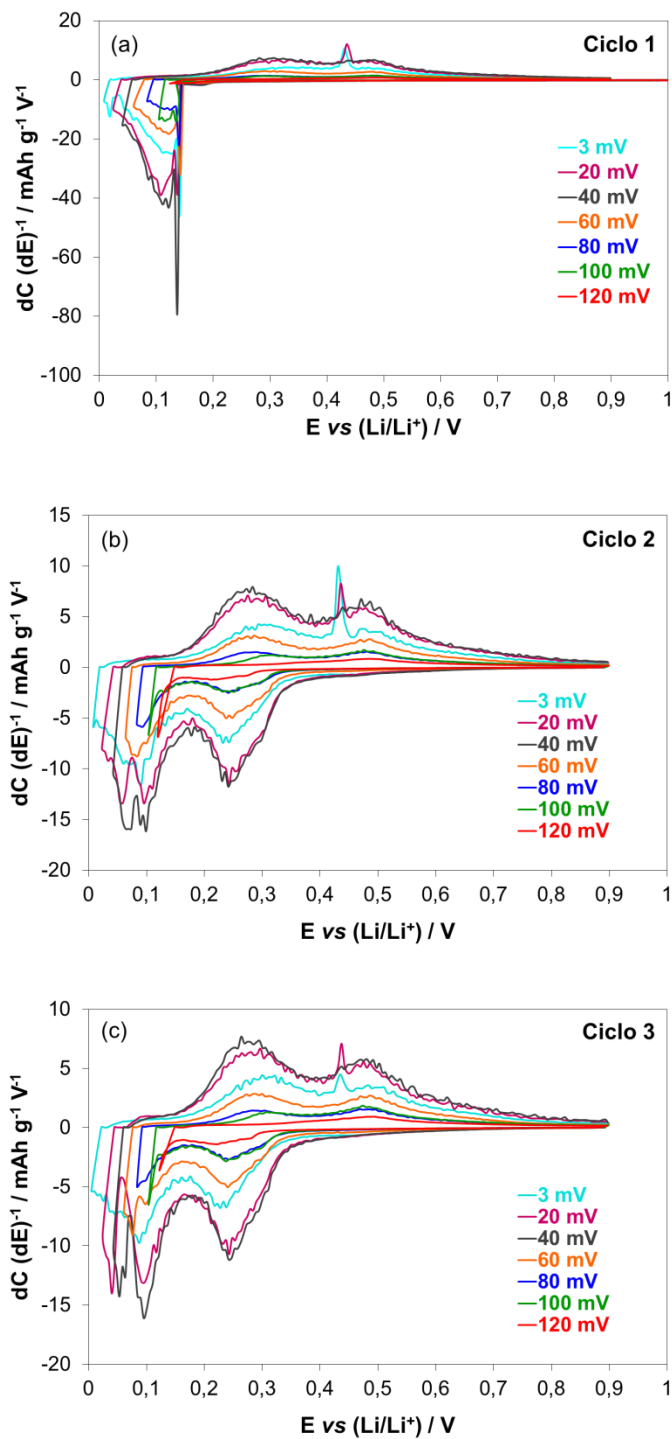 (a) Ciclo 1
20
0
-20
-40
-60
-80
-100
dC (dE)-1 / mAh g-1 V-1
3 mV
20 mV
40 mV
60 mV
80 mV
100 mV
120 mV
0 0,1 0,2 0,3 0,4 0,5 0,6 0,7 0,8 0,9 1
E vs (Li/Li+) / V
(b) Ciclo 2
15
10
5
0
-5
-10
-15
-20
dC (dE)-1 / mAh g-1 V-1
3 mV
20 mV
40 mV
60 mV
80 mV
100 mV
120 mV
0 0,1 0,2 0,3 0,4 0,5 0,6 0,7 0,8 0,9 1
E vs (Li/Li+) / V
(c) Ciclo 3
10
5
0
-5
-10
-15
-20
dC (dE)-1 / mAh g-1 V-1
3 mV
20 mV
40 mV
60 mV
80 mV
100 mV
120 mV
0 0,1 0,2 0,3 0,4 0,5 0,6 0,7 0,8 0,9 1
E vs (Li/Li+) / V